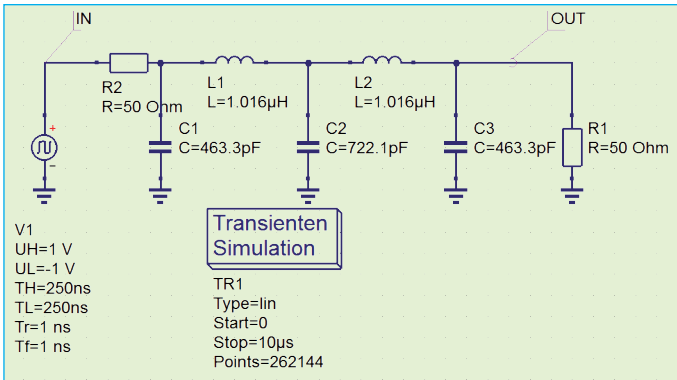 IN
OUT
R2
R=50 Ohm
L1
L=1.016µH
L2
L=1.016µH
C1
C=463.3pF
C2
C=722.1pF
C3
C=463.3pF
R1
R=50 Ohm
V1
UH=1 V
UL=-1 V
TH=250ns
TL=250ns
Tr=1 ns
Tf=1 ns
Transienten
Simulation
TR1
Type=lin
Start=0
Stop=10µs
Points=262144